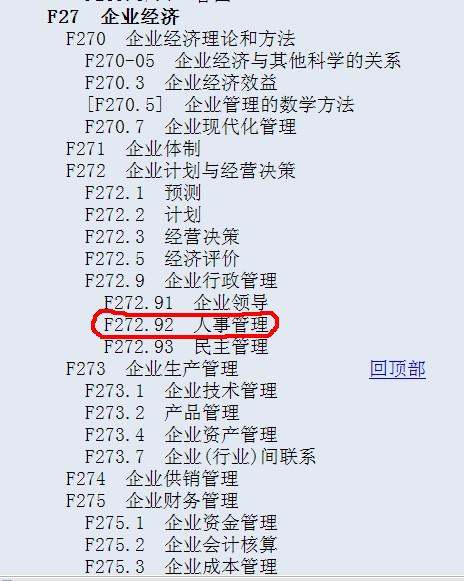 F27 企业经济
F270 企业经济理论和方法
F270-05 企业经济与其他科学的关系
F270.3 企业经济效益
[F270.5] 企业管理的数学方法
F270.7 企业现代化管理
F271 企业体制
F272 企业计划与经营决策
F272.1 预测
F272.2 计划
F272.3 经营决策
F272.5 经济评价
F272.9 企业行政管理
F272.91 企业领导
F272.92 人事管理
F272.93 民主管理
F273 企业生产管理 回顶部
F273.1 企业技术管理
F273.2 产品管理
F273.4 企业资产管理
F273.7 企业(行业)间联系
F274 企业供销管理
F275 企业财务管理
F275.1 企业资金管理
F275.2 企业会计核算
F275.3 企业成本管理